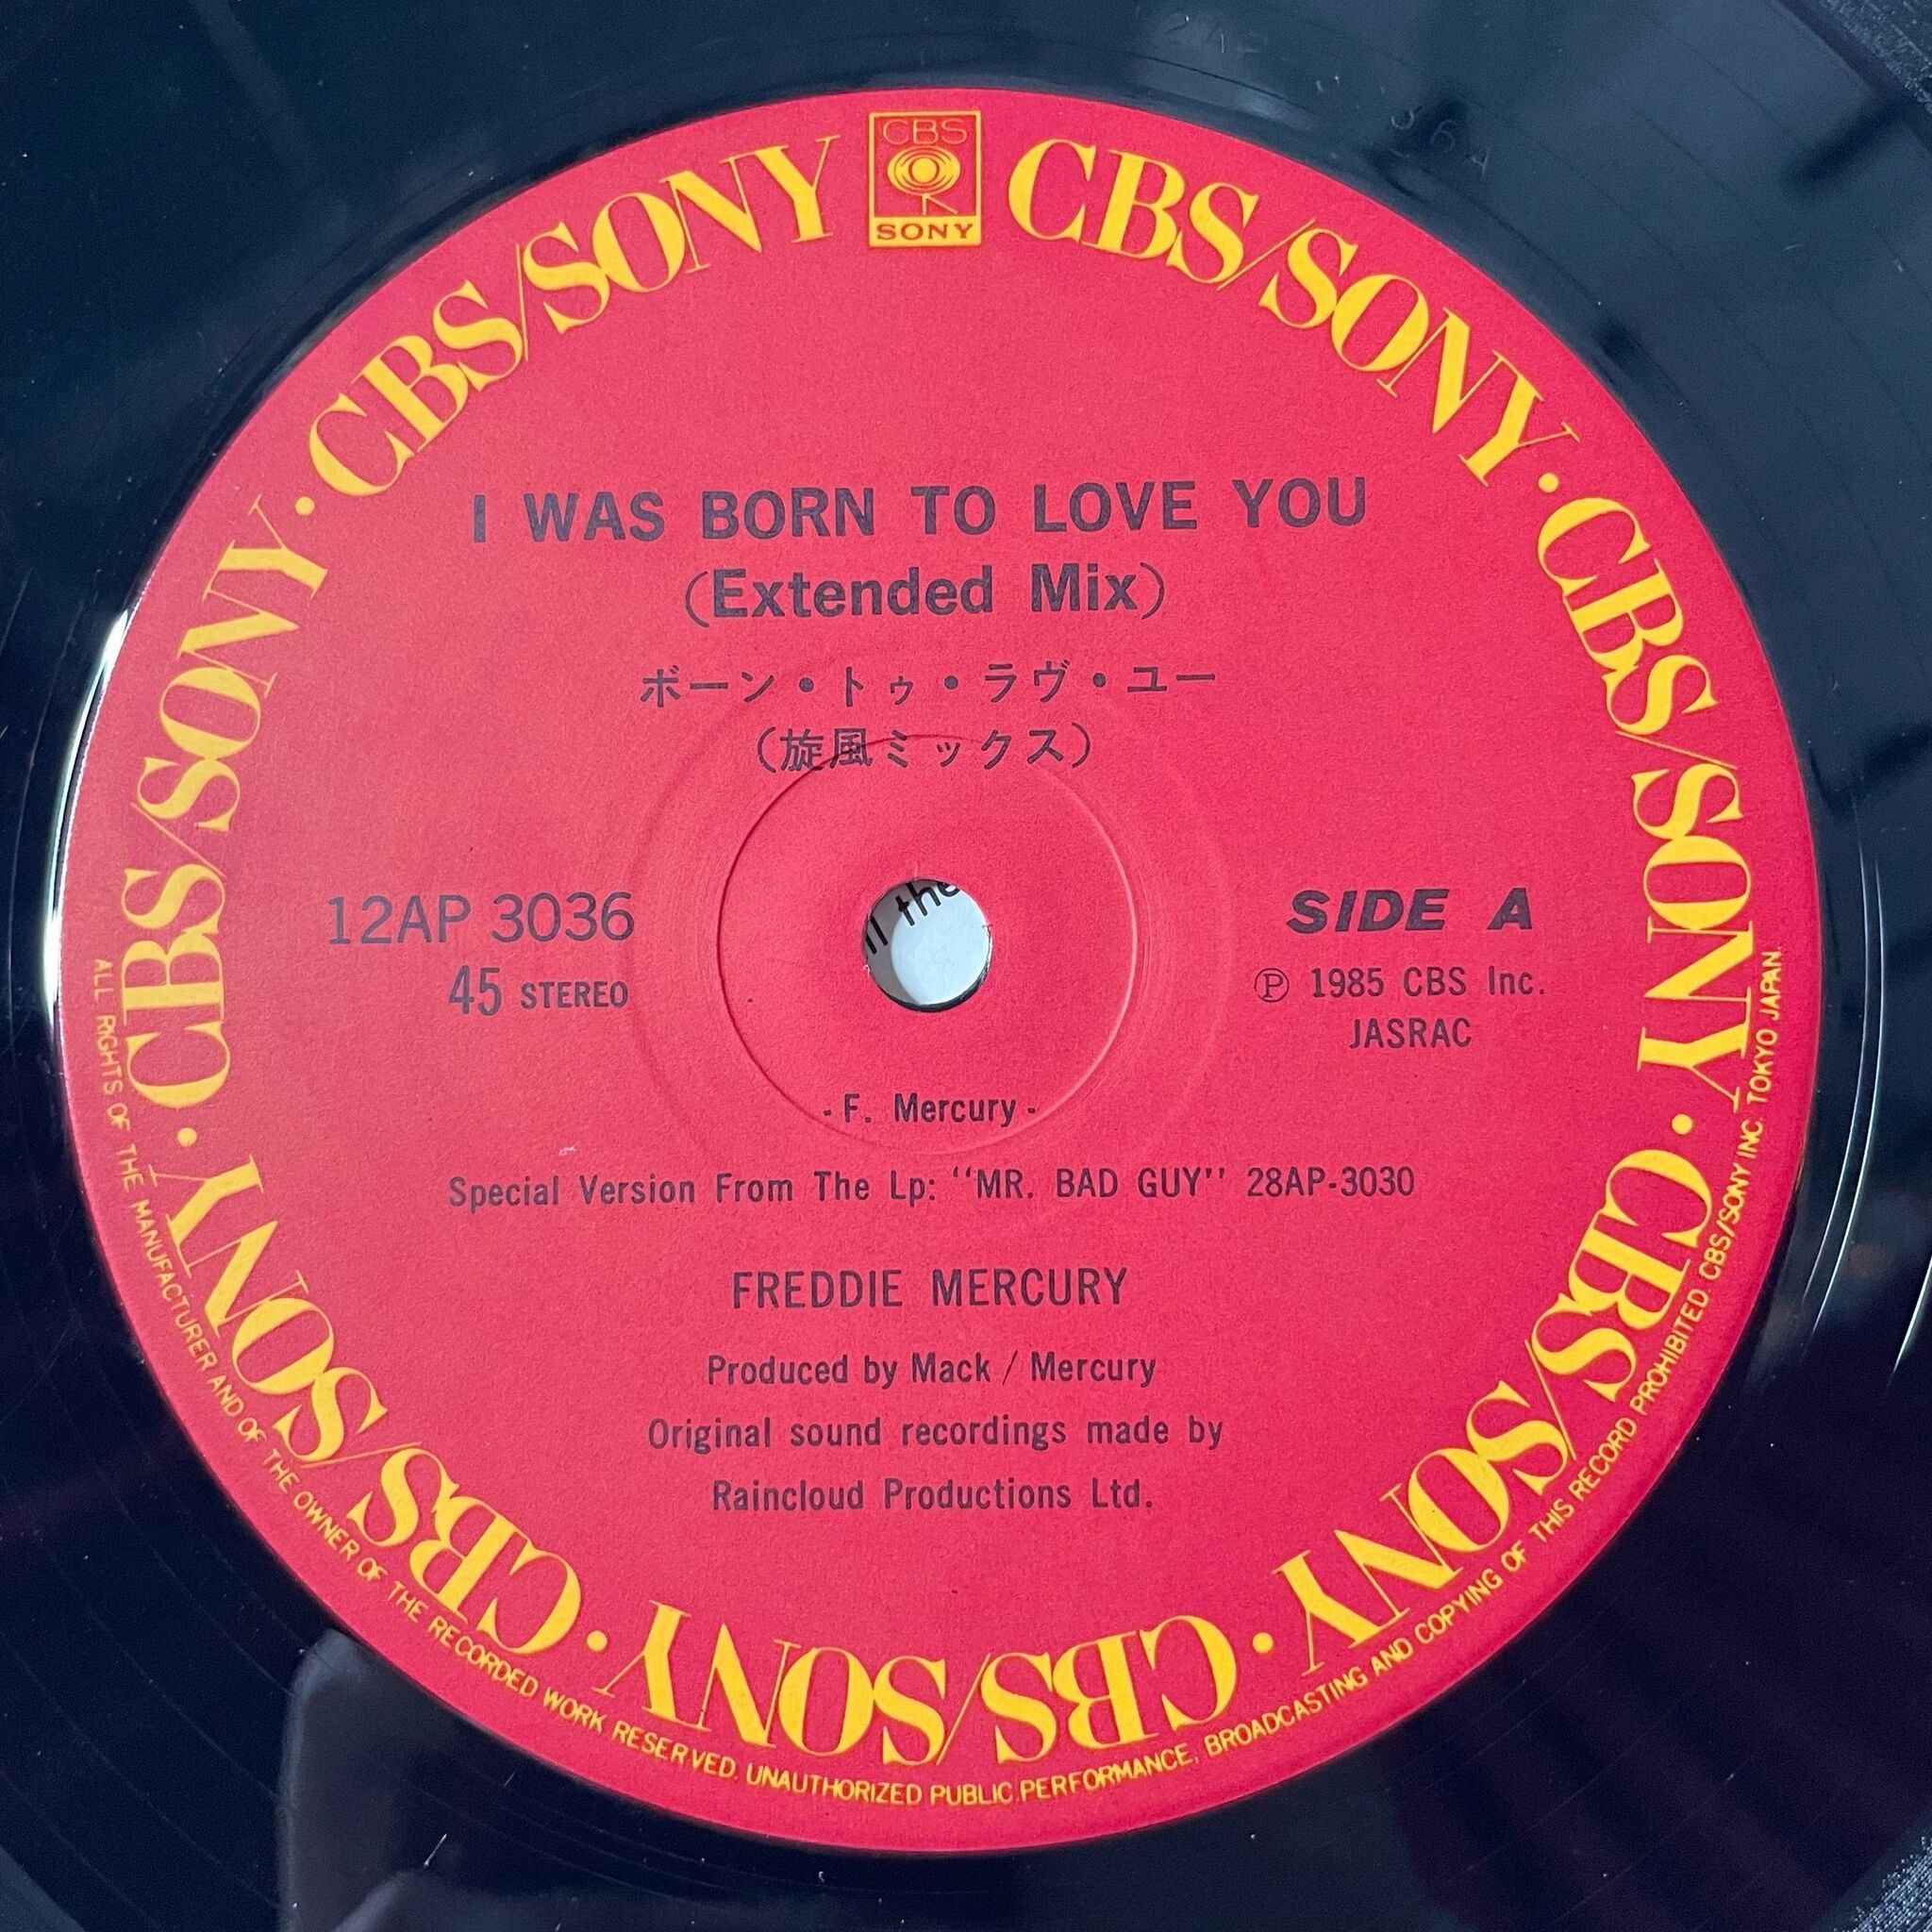 CBS
SONY
CBS/SONY · CBS/SONY · CBS/SONY · CBS/SONY · CBS/SONY · CBS/SONY · CBS/SONY
I WAS BORN TO LOVE YOU
(Extended Mix)
ボーン・トゥ・ラヴ・ユー
(旋風ミックス)
12AP 3036
45 STEREO
SIDE A
Ⓟ 1985 CBS Inc.
JASRAC
- F. Mercury -
Special Version From The Lp: "MR. BAD GUY" 28AP-3030
FREDDIE MERCURY
Produced by Mack / Mercury
Original sound recordings made by
Raincloud Productions Ltd.
ALL RIGHTS OF THE MANUFACTURER AND OF THE OWNER OF THE RECORDED WORK RESERVED. UNAUTHORIZED PUBLIC PERFORMANCE, BROADCASTING AND COPYING OF THIS RECORD PROHIBITED. CBS/SONY INC. TOKYO JAPAN